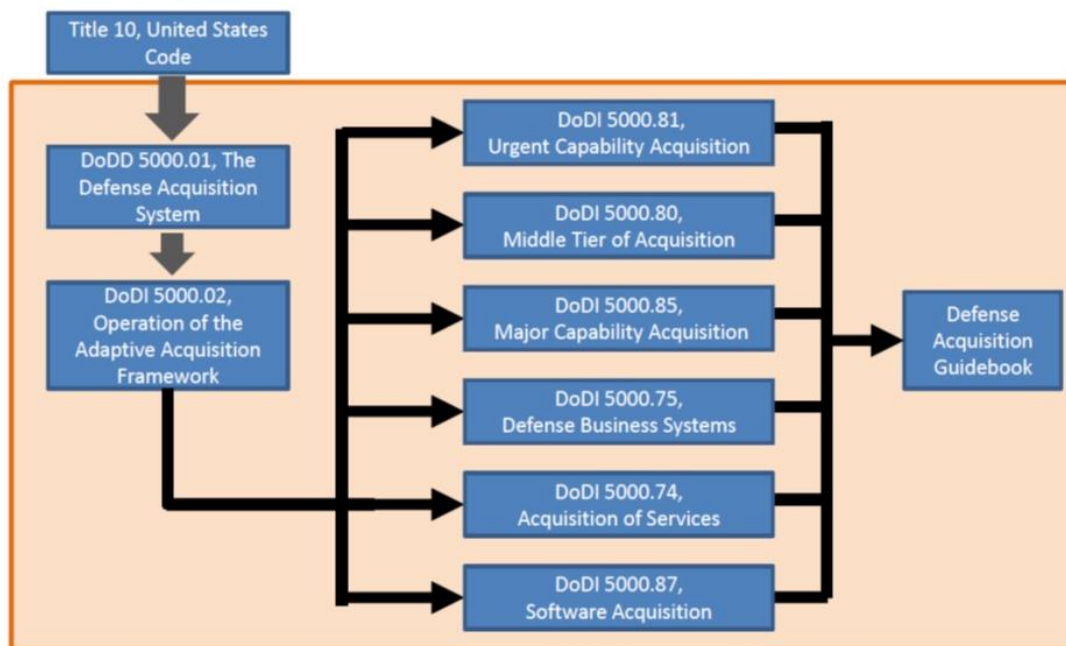 Title 10, United States
Code
DoDD 5000.01, The
Defense Acquisition
System
DoDI 5000.02,
Operation of the
Adaptive Acquisition
Framework
DoDI 5000.81,
Urgent Capability Acquisition
DoDI 5000.80,
Middle Tier of Acquisition
DoDI 5000.85,
Major Capability Acquisition
DoDI 5000.75,
Defense Business Systems
DoDI 5000.74,
Acquisition of Services
DoDI 5000.87,
Software Acquisition
Defense
Acquisition
Guidebook